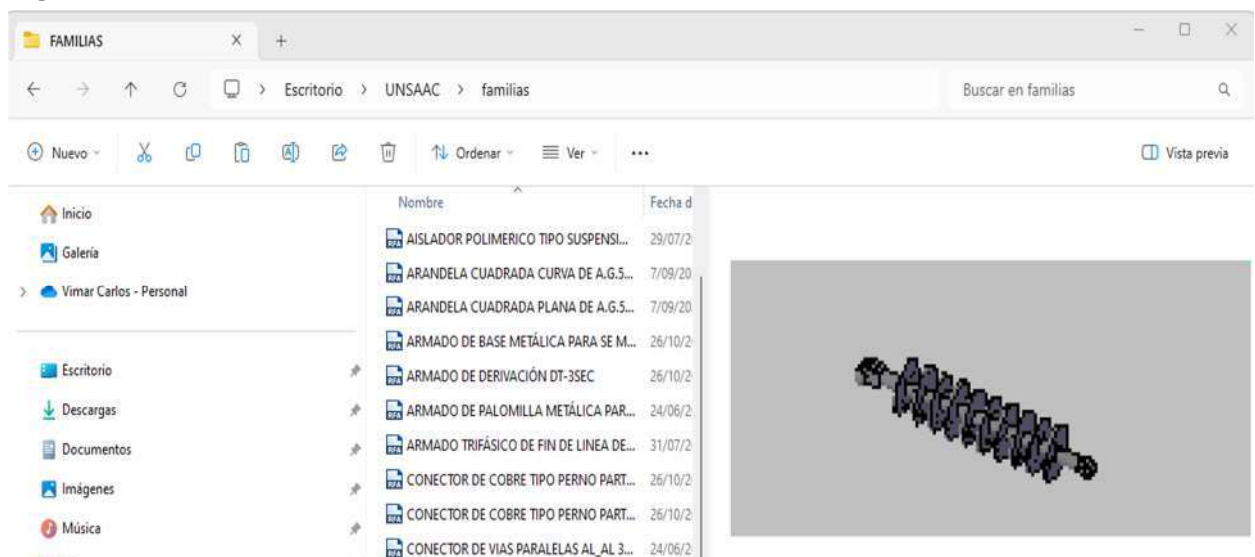 FAMILIAS
Escritorio > UNSAAC > familias
Buscar en familias
Nuevo
Ordenar
Ver
Vista previa
Inicio
Galería
Vimar Carlos - Personal
Escritorio
Descargas
Documentos
Imágenes
Música
Nombre Fecha d
AISLADOR POLIMERICO TIPO SUSPENSI... 29/07/2
ARANDELA CUADRADA CURVA DE A.G.5... 7/09/20
ARANDELA CUADRADA PLANA DE A.G.5... 7/09/20
ARMADO DE BASE METÁLICA PARA SE M... 26/10/2
ARMADO DE DERIVACIÓN DT-3SEC 26/10/2
ARMADO DE PALOMILLA METÁLICA PAR... 24/06/2
ARMADO TRIFÁSICO DE FIN DE LINEA DE... 31/07/2
CONECTOR DE COBRE TIPO PERNO PART... 26/10/2
CONECTOR DE COBRE TIPO PERNO PART... 26/10/2
CONECTOR DE VIAS PARALELAS AL_AL 3... 24/06/2